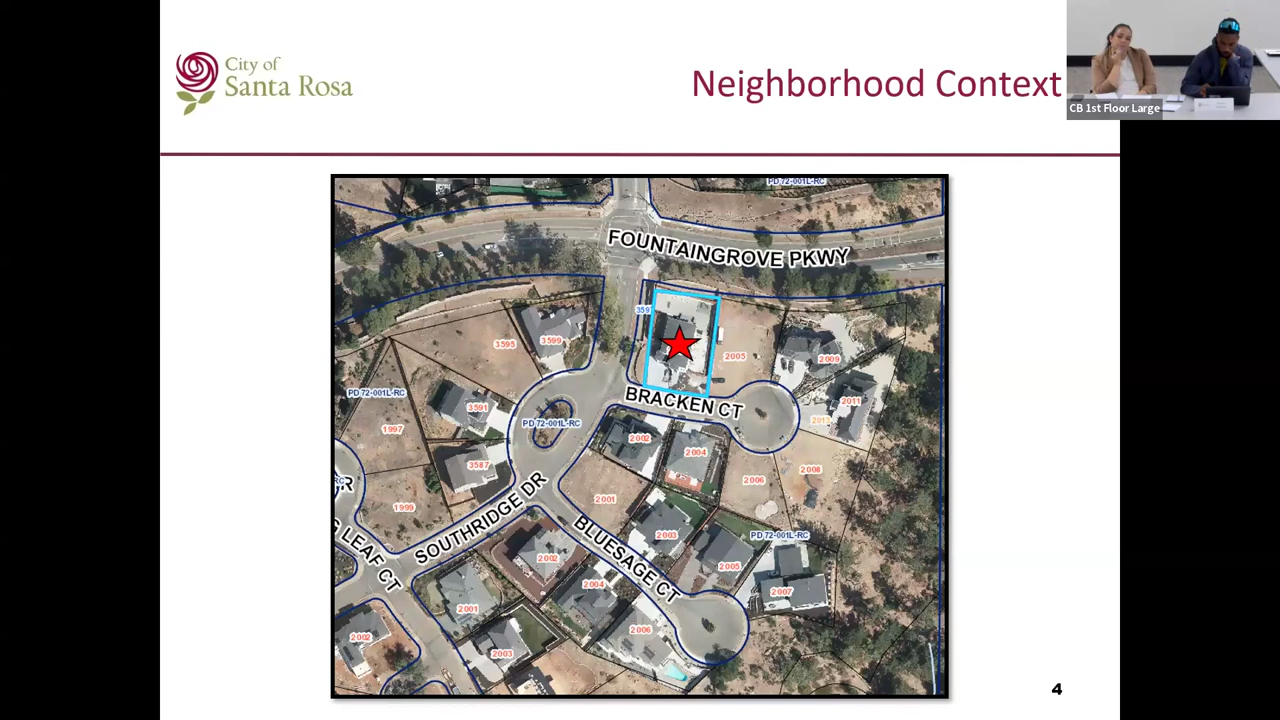 City of
Santa Rosa
Neighborhood Context
CB 1st Floor Large
PD 72-001L-RC
FOUNTAINGROVE PKWY
359
3595
3599
2005
2009
PD 72-001L-RC
3591
BRACKEN CT
2011
PD 72-001L-RC
1997
2002
2004
3587
2008
2006
RC
R
1999
2001
SOUTHRIDGE DR
BLUESAGE CT
2003
PD 72-001L-RC
G LEAF CT
2002
2005
2004
2007
2001
2002
2006
2003
4